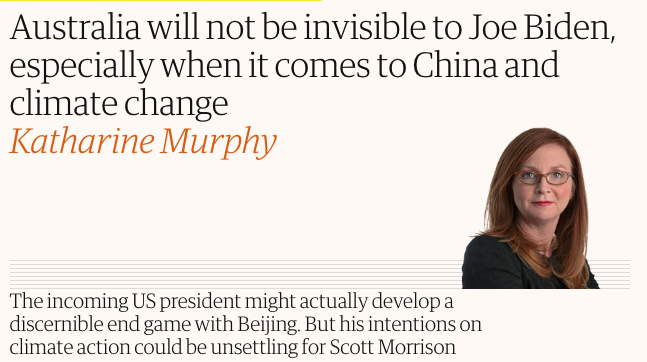 Australia will not be invisible to Joe Biden,
especially when it comes to China and
climate change
Katharine Murphy
The incoming US president might actually develop a
discernible end game with Beijing. But his intentions on
climate action could be unsettling for Scott Morrison